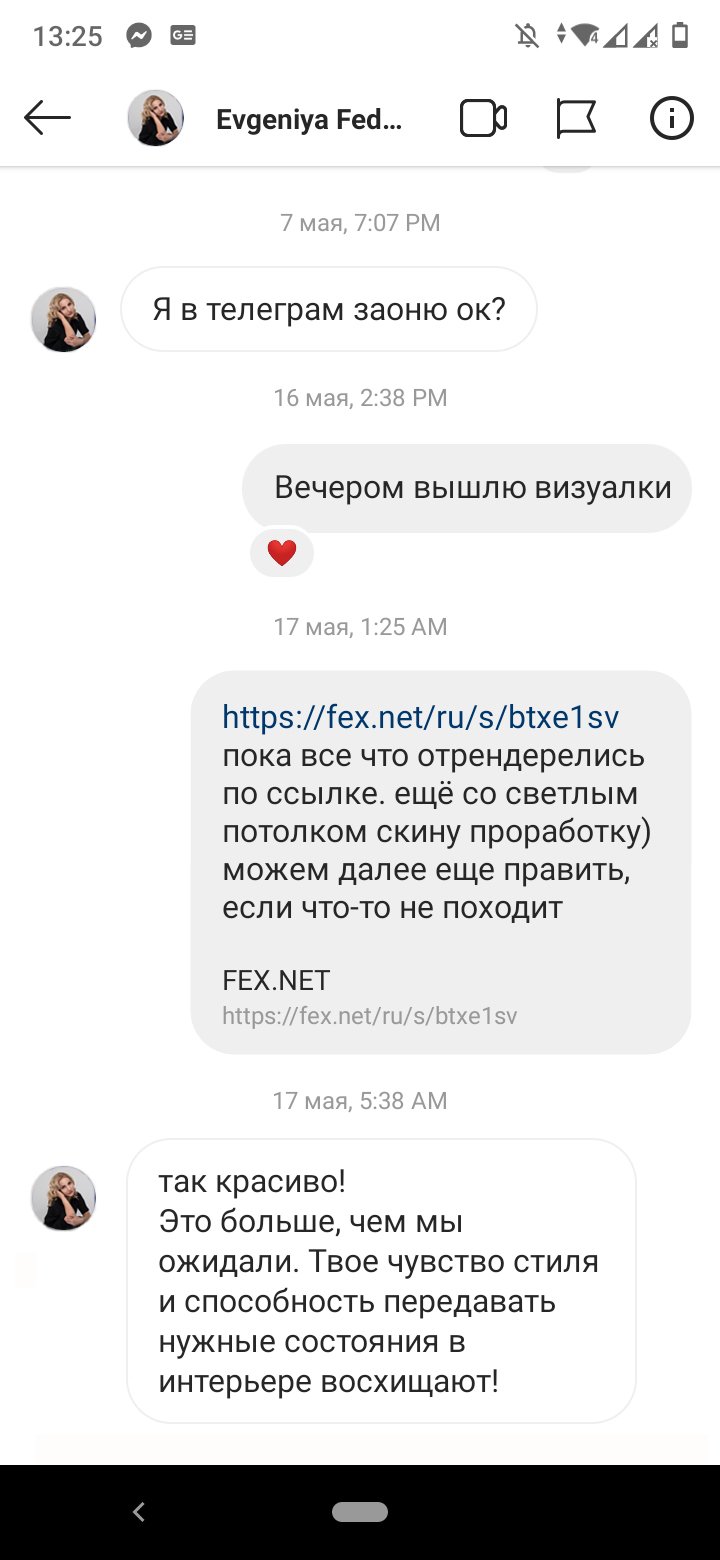 13:25
GE
4
Evgeniya Fed...
7 мая, 7:07 PM
Я в телеграм заоню ок?
16 мая, 2:38 PM
Вечером вышлю визуалки
17 мая, 1:25 AM
https://fex.net/ru/s/btxe1sv
пока все что отрендерелись
по ссылке. ещё со светлым
потолком скину проработку)
можем далее еще править,
если что-то не походит
FEX.NET
https://fex.net/ru/s/btxe1sv
17 мая, 5:38 AM
так красиво!
Это больше, чем мы
ожидали. Твое чувство стиля
и способность передавать
нужные состояния в
интерьере восхищают!